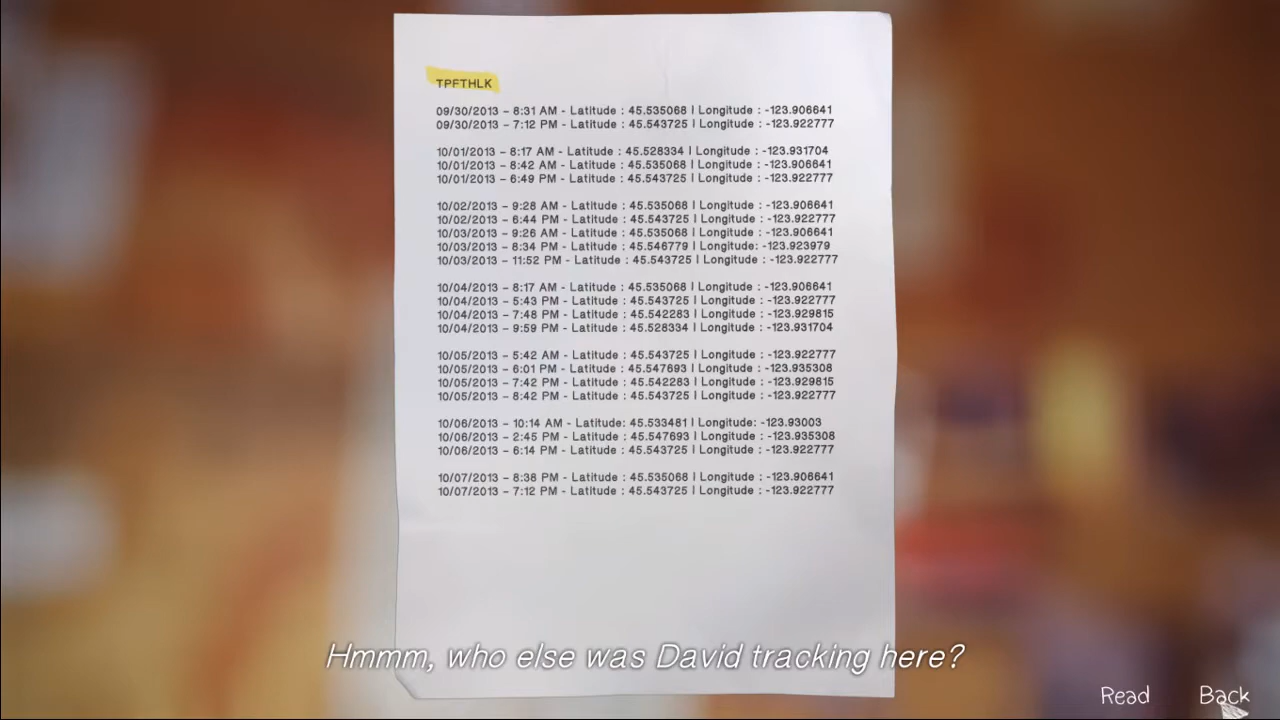 TPFTHLK
09/30/2013 – 8:31 AM - Latitude : 45.535068 | Longitude : -123.906641
09/30/2013 – 7:12 PM - Latitude : 45.543725 | Longitude : -123.922777
10/01/2013 – 8:17 AM - Latitude : 45.528334 | Longitude : -123.931704
10/01/2013 – 8:42 AM - Latitude : 45.535068 | Longitude : -123.906641
10/01/2013 – 6:49 PM - Latitude : 45.543725 | Longitude : -123.922777
10/02/2013 – 9:28 AM - Latitude : 45.535068 | Longitude : -123.906641
10/02/2013 – 6:44 PM - Latitude : 45.543725 | Longitude : -123.922777
10/03/2013 – 9:26 AM - Latitude : 45.535068 | Longitude : -123.906641
10/03/2013 – 8:34 PM - Latitude : 45.546779 | Longitude: -123.923979
10/03/2013 – 11:52 PM - Latitude : 45.543725 | Longitude : -123.922777
10/04/2013 – 8:17 AM - Latitude : 45.535068 | Longitude : -123.906641
10/04/2013 – 5:43 PM - Latitude : 45.543725 | Longitude : -123.922777
10/04/2013 – 7:48 PM - Latitude : 45.542283 | Longitude : -123.929815
10/04/2013 – 9:59 PM - Latitude : 45.528334 | Longitude : -123.931704
10/05/2013 – 5:42 AM - Latitude : 45.543725 | Longitude : -123.922777
10/05/2013 – 6:01 PM - Latitude : 45.547693 | Longitude : -123.935308
10/05/2013 – 7:42 PM - Latitude : 45.542283 | Longitude : -123.929815
10/05/2013 – 8:42 PM - Latitude : 45.543725 | Longitude : -123.922777
10/06/2013 – 10:14 AM - Latitude: 45.533481 | Longitude: -123.93003
10/06/2013 – 2:45 PM - Latitude : 45.547693 | Longitude : -123.935308
10/06/2013 – 6:14 PM - Latitude : 45.543725 | Longitude : -123.922777
10/07/2013 – 8:38 PM - Latitude : 45.535068 | Longitude : -123.906641
10/07/2013 – 7:12 PM - Latitude : 45.543725 | Longitude : -123.922777
Hmmm, who else was David tracking here?
Read Back